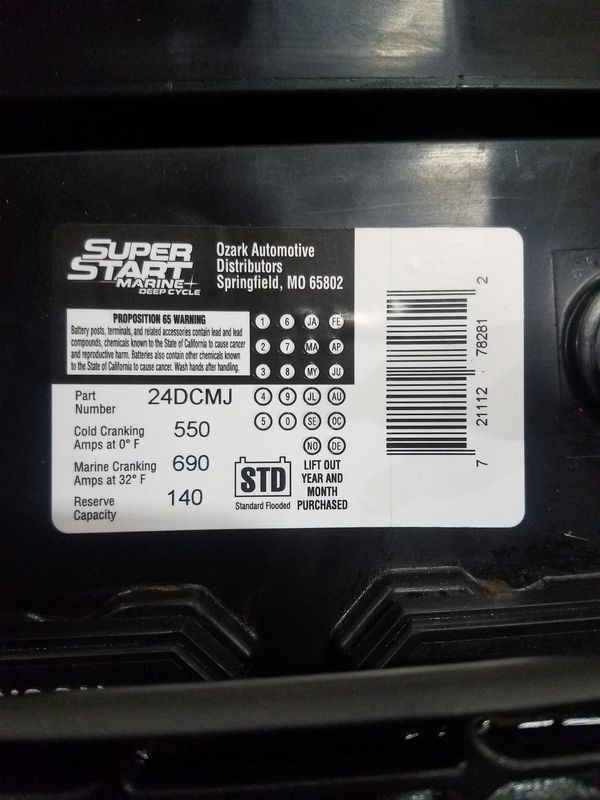 SUPER
START
MARINE
DEEP CYCLE
Ozark Automotive
Distributors
Springfield, MO 65802
PROPOSITION 65 WARNING
Battery posts, terminals, and related accessories contain lead and lead
compounds, chemicals known to the State of California to cause cancer
and reproductive harm. Batteries also contain other chemicals known
to the State of California to cause cancer. Wash hands after handling.
1 6 JA FE
2 7 MA AP
3 8 MY JU
4 9 JL AU
5 0 SE OC
NO DE
Part
Number
24DCMJ
Cold Cranking
Amps at 0° F
550
Marine Cranking
Amps at 32° F
690
Reserve
Capacity
140
STD
Standard Flooded
LIFT OUT
YEAR AND
MONTH
PURCHASED
7 21112 78281 2